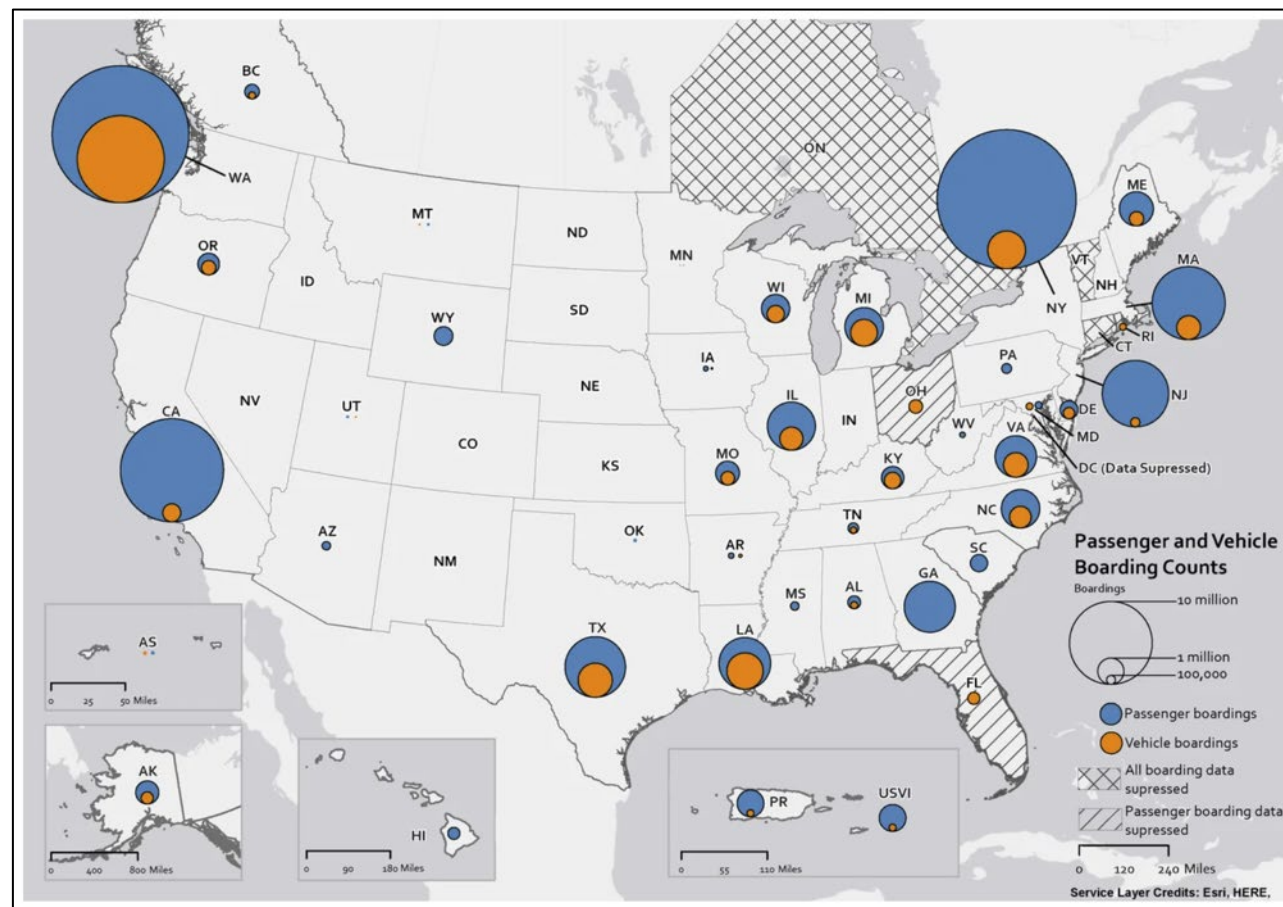 BC
ON
WA
ME
MT
ND
MN
VT
MA
OR
ID
NH
SD
WI
MI
NY
WY
RI
CT
IA
PA
NE
NJ
NV
IL
OH
CA
UT
IN
DE
CO
WV
VA
MD
KS
MO
KY
DC (Data Supressed)
NC
TN
AZ
OK
AR
SC
NM
MS
AL
GA
TX
LA
FL
AS
0 25 50 Miles
AK
0 400 800 Miles
HI
0 90 180 Miles
PR
USVI
0 55 110 Miles
Passenger and Vehicle
Boarding Counts
Boardings
10 million
1 million
100,000
Passenger boardings
Vehicle boardings
All boarding data
supressed
Passenger boarding data
supressed
0 120 240 Miles
Service Layer Credits: Esri, HERE,